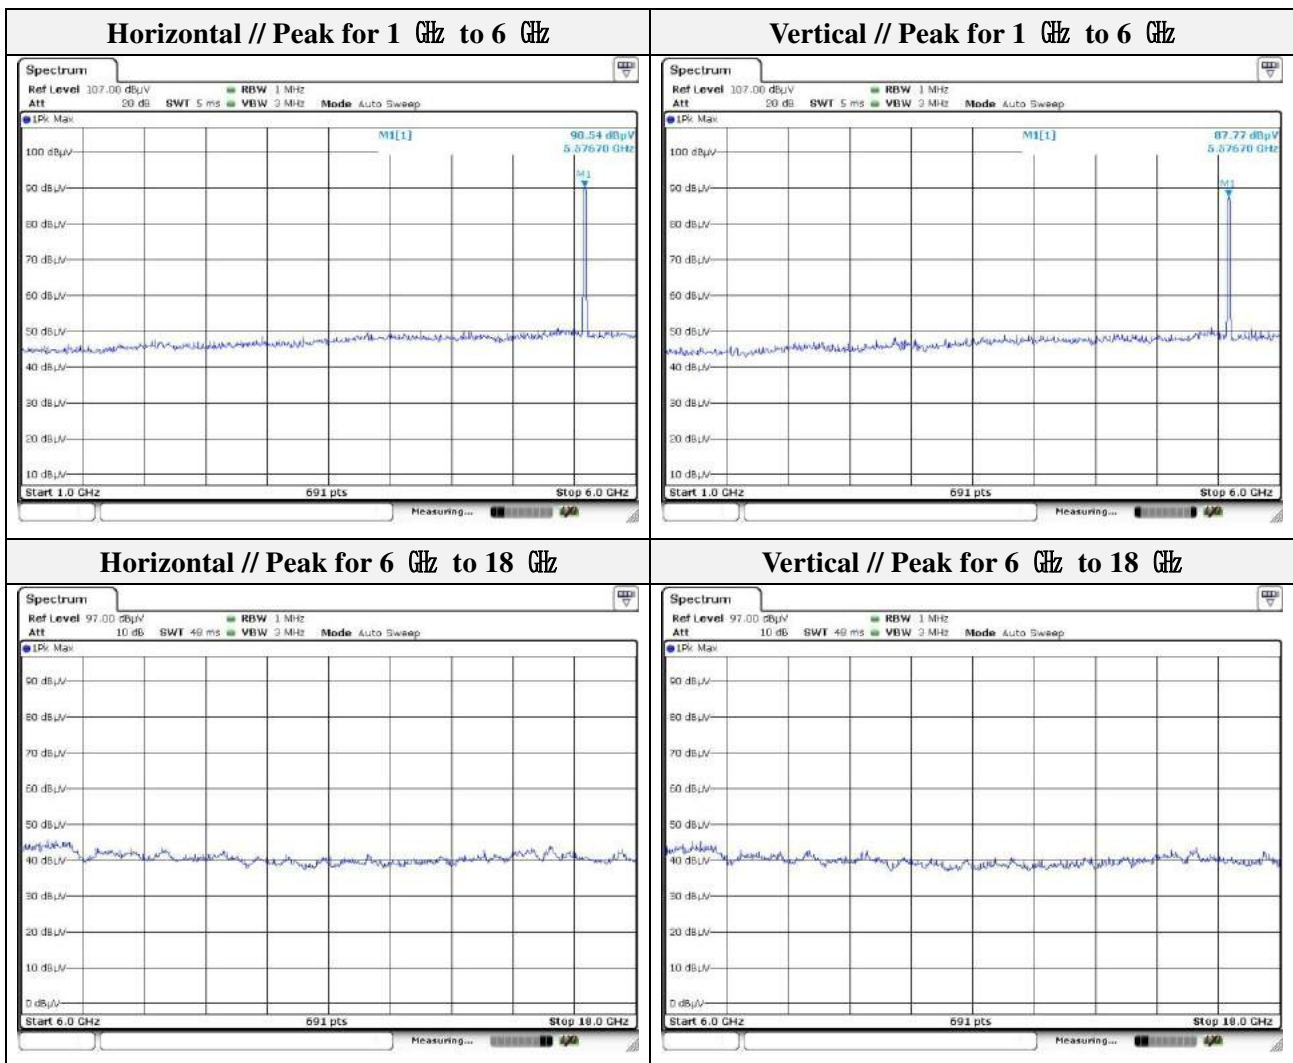 Horizontal // Peak for 1 ㎓ to 6 ㎓
Vertical // Peak for 1 ㎓ to 6 ㎓
Spectrum
Ref Level 107.00 dBµV RBW 1 MHz
Att 20 dB SWT 5 ms VBW 3 MHz Mode Auto Sweep
1Pk Max
M1[1] 90.54 dBµV
5.57670 GHz
M1
100 dBµV
90 dBµV
80 dBµV
70 dBµV
60 dBµV
50 dBµV
40 dBµV
30 dBµV
20 dBµV
10 dBµV
Start 1.0 GHz 691 pts Stop 6.0 GHz
Measuring...
Spectrum
Ref Level 107.00 dBµV RBW 1 MHz
Att 20 dB SWT 5 ms VBW 3 MHz Mode Auto Sweep
1Pk Max
M1[1] 87.77 dBµV
5.57670 GHz
M1
100 dBµV
90 dBµV
80 dBµV
70 dBµV
60 dBµV
50 dBµV
40 dBµV
30 dBµV
20 dBµV
10 dBµV
Start 1.0 GHz 691 pts Stop 6.0 GHz
Measuring...
Horizontal // Peak for 6 ㎓ to 18 ㎓
Vertical // Peak for 6 ㎓ to 18 ㎓
Spectrum
Ref Level 97.00 dBµV RBW 1 MHz
Att 10 dB SWT 48 ms VBW 3 MHz Mode Auto Sweep
1Pk Max
90 dBµV
80 dBµV
70 dBµV
60 dBµV
50 dBµV
40 dBµV
30 dBµV
20 dBµV
10 dBµV
0 dBµV
Start 6.0 GHz 691 pts Stop 18.0 GHz
Measuring...
Spectrum
Ref Level 97.00 dBµV RBW 1 MHz
Att 10 dB SWT 48 ms VBW 3 MHz Mode Auto Sweep
1Pk Max
90 dBµV
80 dBµV
70 dBµV
60 dBµV
50 dBµV
40 dBµV
30 dBµV
20 dBµV
10 dBµV
0 dBµV
Start 6.0 GHz 691 pts Stop 18.0 GHz
Measuring...